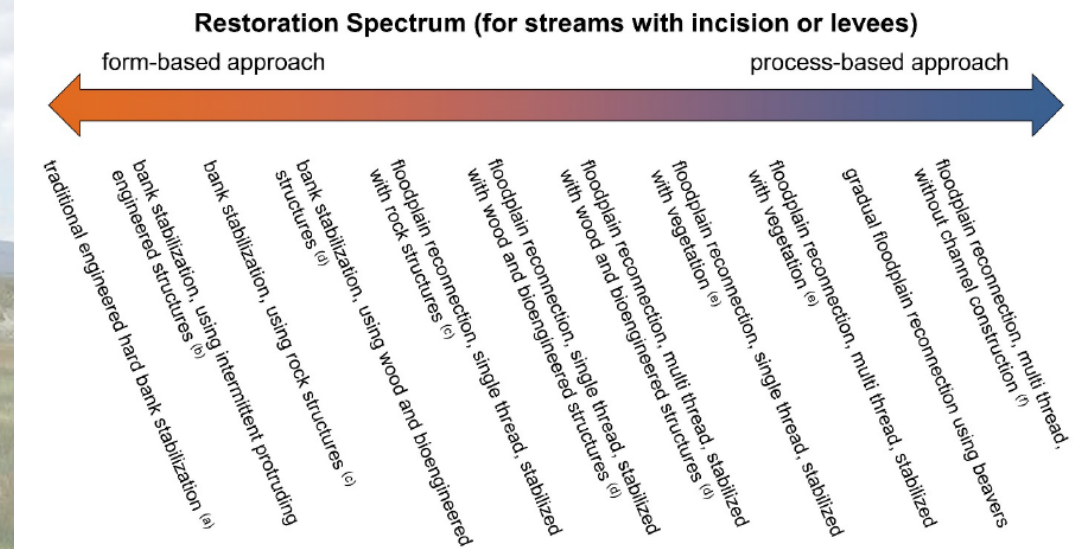 Restoration Spectrum (for streams with incision or levees)
form-based approach
process-based approach
traditional engineered hard bank stabilization (a)
bank stabilization, using intermittent protruding
engineered structures (b)
bank stabilization, using rock structures (c)
bank stabilization, using wood and bioengineered
structures (d)
floodplain reconnection, single thread, stabilized
with rock structures (c)
floodplain reconnection, single thread, stabilized
with wood and bioengineered structures (d)
floodplain reconnection, multi thread, stabilized
with wood and bioengineered structures (d)
floodplain reconnection, single thread, stabilized
with vegetation (e)
floodplain reconnection, multi thread, stabilized
with vegetation (e)
gradual floodplain reconnection using beavers
floodplain reconnection, multi thread,
without channel construction (f)